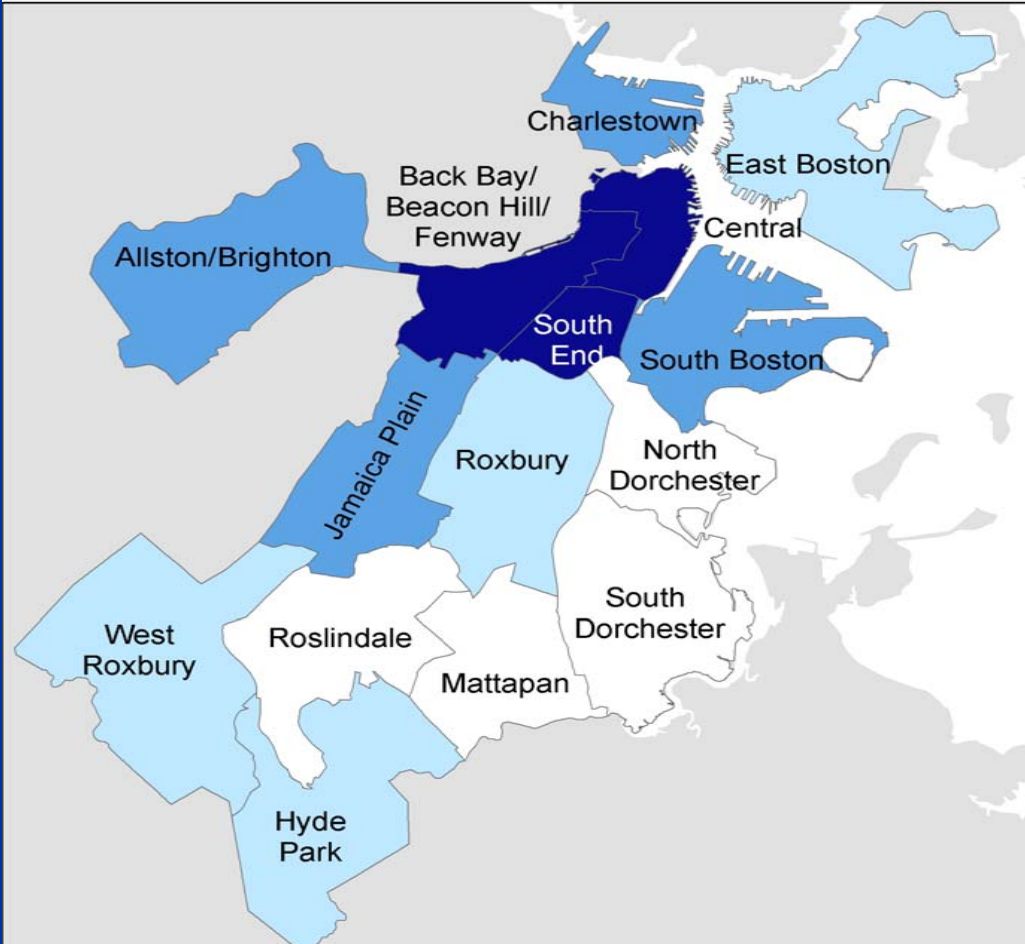 Charlestown
East Boston
Back Bay/
Beacon Hill/
Fenway
Central
Allston/Brighton
South
End
South Boston
Jamaica Plain
Roxbury
North
Dorchester
West
Roxbury
Roslindale
South
Dorchester
Mattapan
Hyde
Park